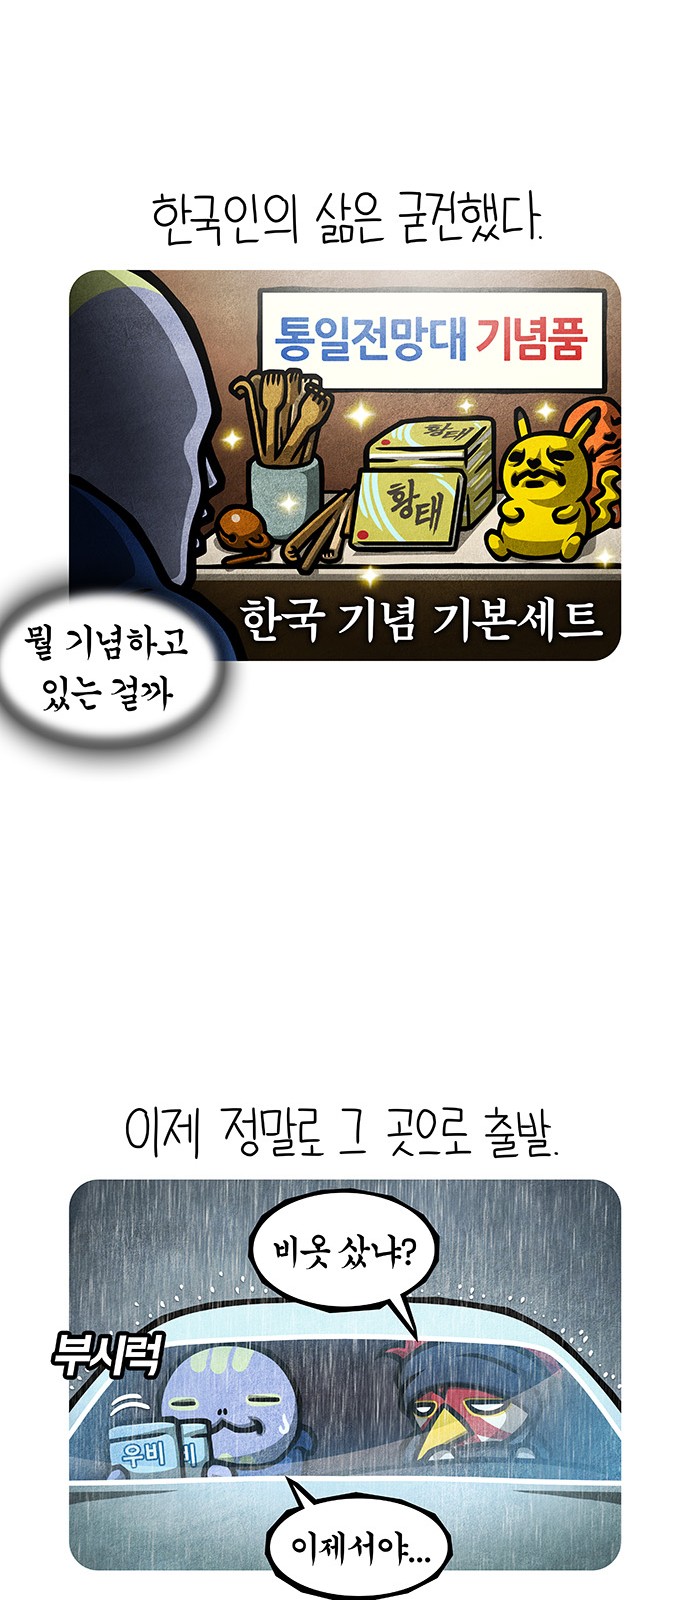 한국인의 삶은 굳건했다.
통일전망대 기념품
황태
황태
한국 기념 기본세트
뭘 기념하고
있는 걸까
이제 정말로 그 곳으로 출발.
비옷 샀냐?
부시럭
우비
이제서야...